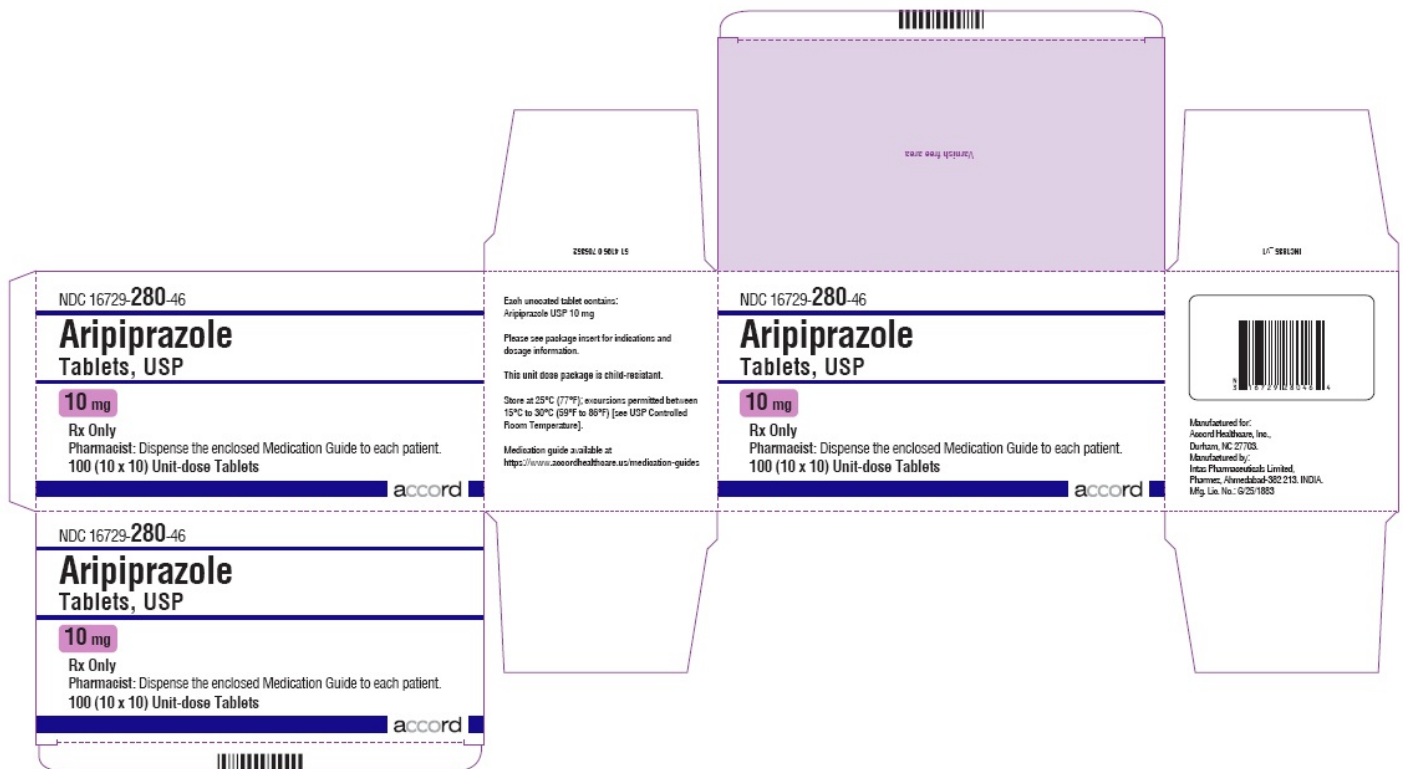 Varnish free area
NDC 16729-280-46
Aripiprazole
Tablets, USP
10 mg
Rx Only
Pharmacist: Dispense the enclosed Medication Guide to each patient.
100 (10 x 10) Unit-dose Tablets
accord
Each uncoated tablet contains:
Aripiprazole USP 10 mg
Please see package insert for indications and
dosage information.
This unit dose package is child-resistant.
Store at 25°C (77°F); excursions permitted between
15°C to 30°C (59°F to 86°F) [see USP Controlled
Room Temperature].
Medication guide available at
https://www.accordhealthcare.us/medication-guides
NDC 16729-280-46
Aripiprazole
Tablets, USP
10 mg
Rx Only
Pharmacist: Dispense the enclosed Medication Guide to each patient.
100 (10 x 10) Unit-dose Tablets
accord
N
3 16729 28046 4
Manufactured for:
Accord Healthcare, Inc.,
Durham, NC 27703.
Manufactured by:
Intas Pharmaceuticals Limited,
Pharmez, Ahmedabad-382 213. INDIA.
Mfg. Lic. No.: G/25/1883
NDC 16729-280-46
Aripiprazole
Tablets, USP
10 mg
Rx Only
Pharmacist: Dispense the enclosed Medication Guide to each patient.
100 (10 x 10) Unit-dose Tablets
accord